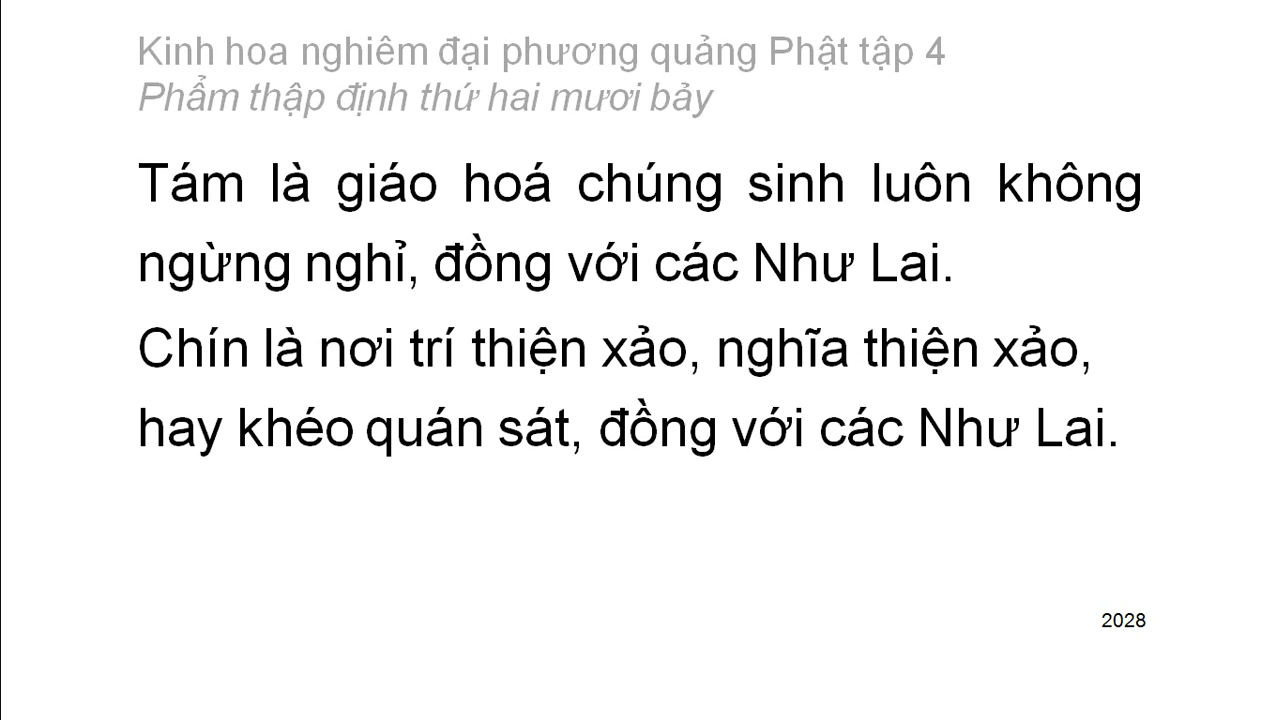 Kinh hoa nghiêm đại phương quảng Phật tập 4
Phẩm thập định thứ hai mươi bảy
Tám là giáo hoá chúng sinh luôn không
ngừng nghỉ, đồng với các Như Lai.
Chín là nơi trí thiện xảo, nghĩa thiện xảo,
hay khéo quán sát, đồng với các Như Lai.
2028